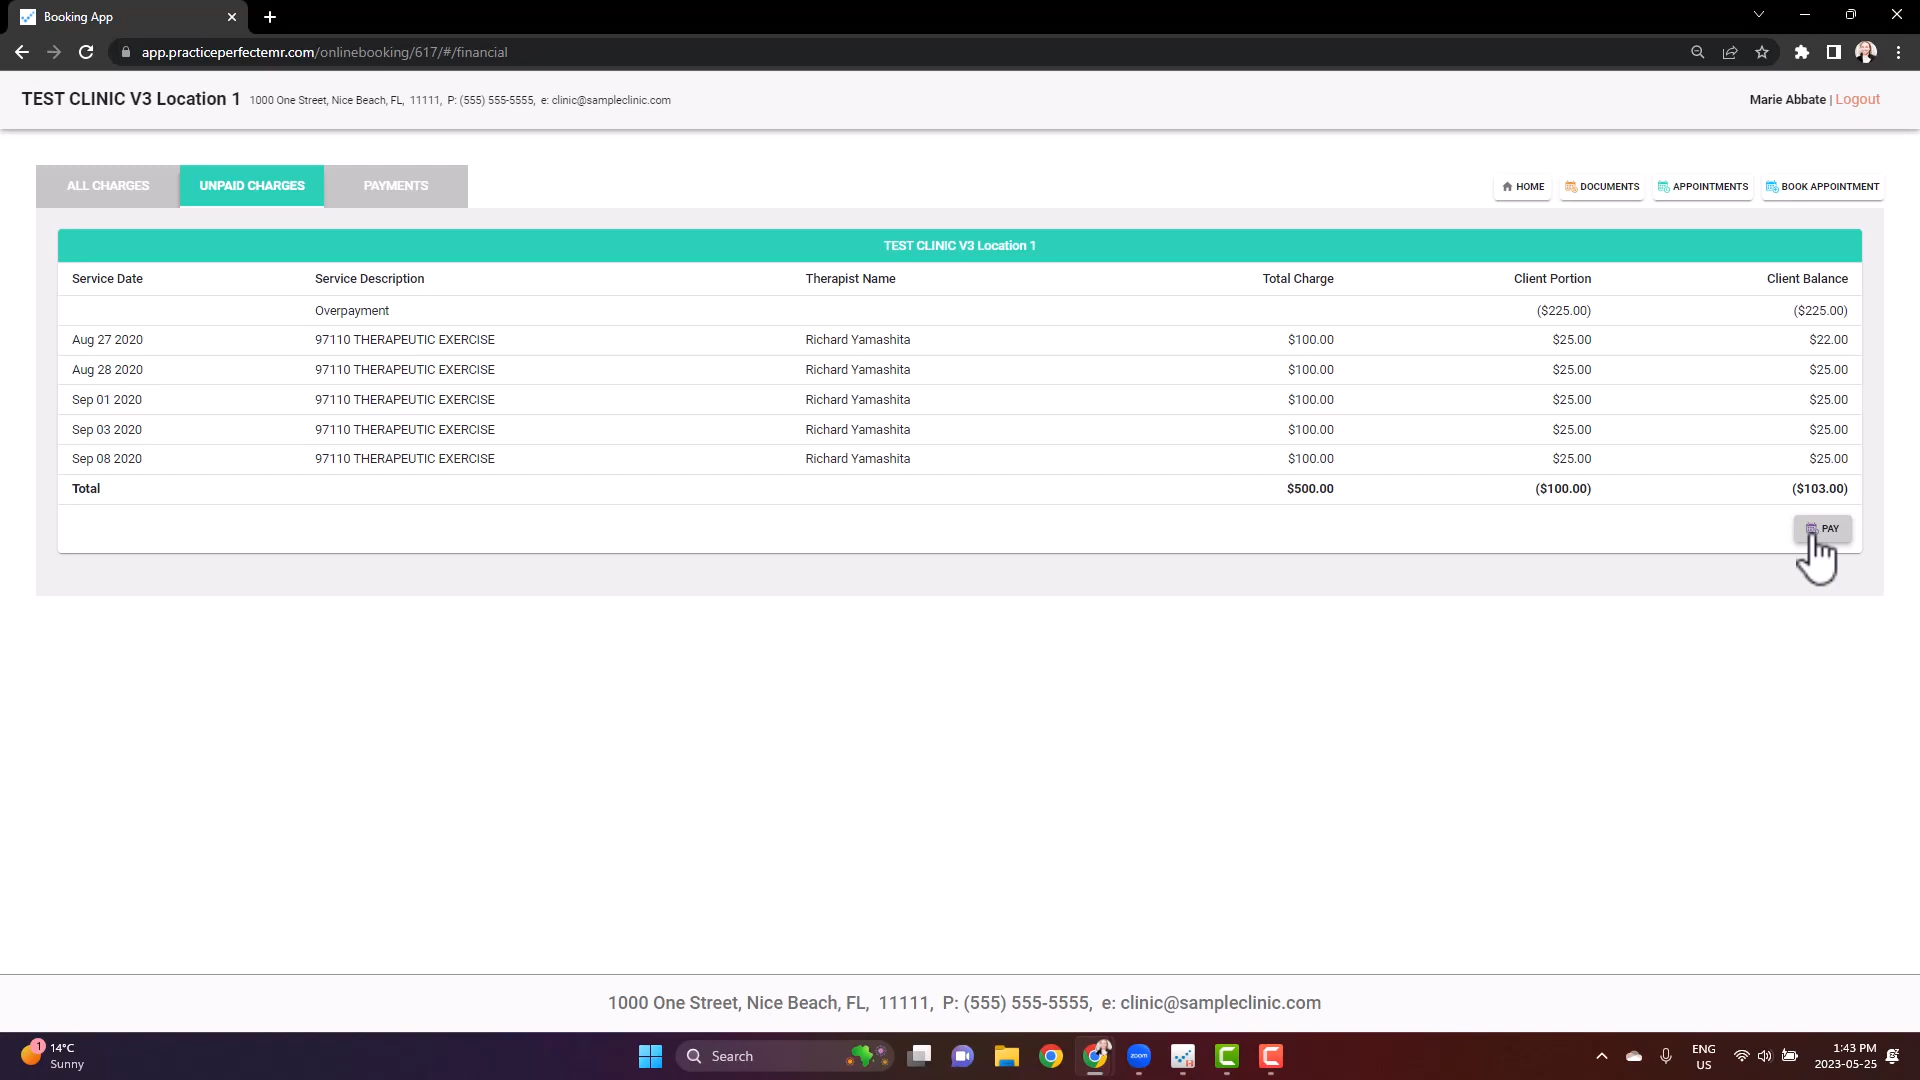 Booking App
app.practiceperfectemr.com/onlinebooking/617/#/financial
TEST CLINIC V3 Location 1 1000 One Street, Nice Beach, FL, 11111, P: (555) 555-5555, e: clinic@sampleclinic.com Marie Abbate | Logout
ALL CHARGES UNPAID CHARGES PAYMENTS HOME DOCUMENTS APPOINTMENTS BOOK APPOINTMENT
TEST CLINIC V3 Location 1
Service Date Service Description Therapist Name Total Charge Client Portion Client Balance
Overpayment ($225.00) ($225.00)
Aug 27 2020 97110 THERAPEUTIC EXERCISE Richard Yamashita $100.00 $25.00 $22.00
Aug 28 2020 97110 THERAPEUTIC EXERCISE Richard Yamashita $100.00 $25.00 $25.00
Sep 01 2020 97110 THERAPEUTIC EXERCISE Richard Yamashita $100.00 $25.00 $25.00
Sep 03 2020 97110 THERAPEUTIC EXERCISE Richard Yamashita $100.00 $25.00 $25.00
Sep 08 2020 97110 THERAPEUTIC EXERCISE Richard Yamashita $100.00 $25.00 $25.00
Total $500.00 ($100.00) ($103.00)
PAY
1000 One Street, Nice Beach, FL, 11111, P: (555) 555-5555, e: clinic@sampleclinic.com
1 14°C
Sunny
Search
zoom
ENG
US
1:43 PM
2023-05-25